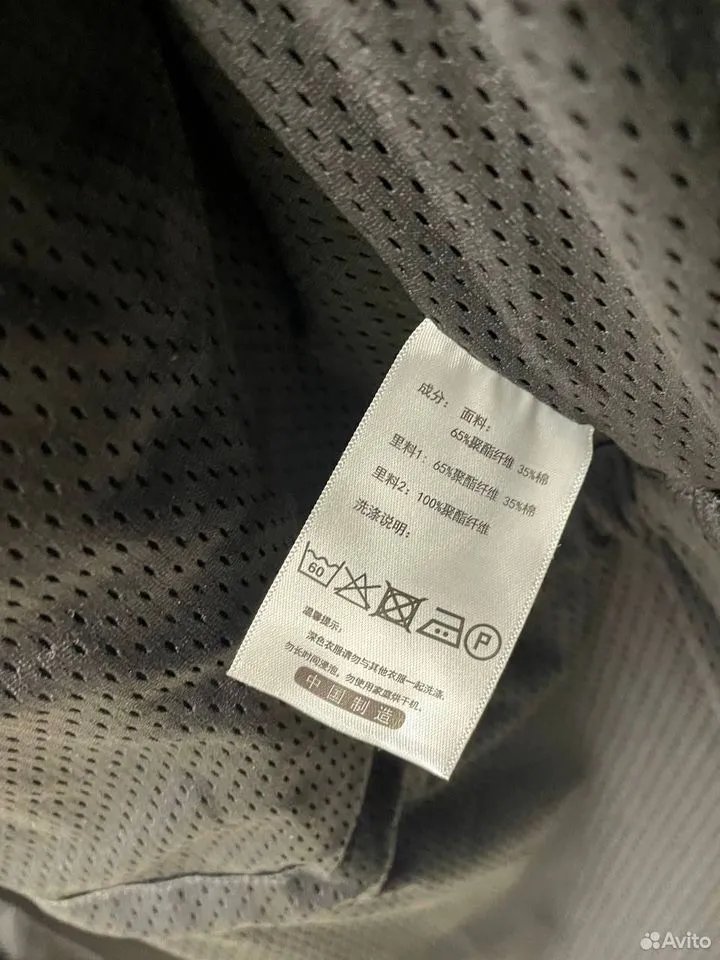 成分: 面料:
65%聚酯纤维 35%棉
里料1: 65%聚酯纤维 35%棉
里料2: 100%聚酯纤维
洗涤说明:
60
P
温馨提示:
深色衣服请勿与其他衣服一起洗涤.
勿长时间浸泡, 勿使用家庭烘干机.
中国制造
Avito